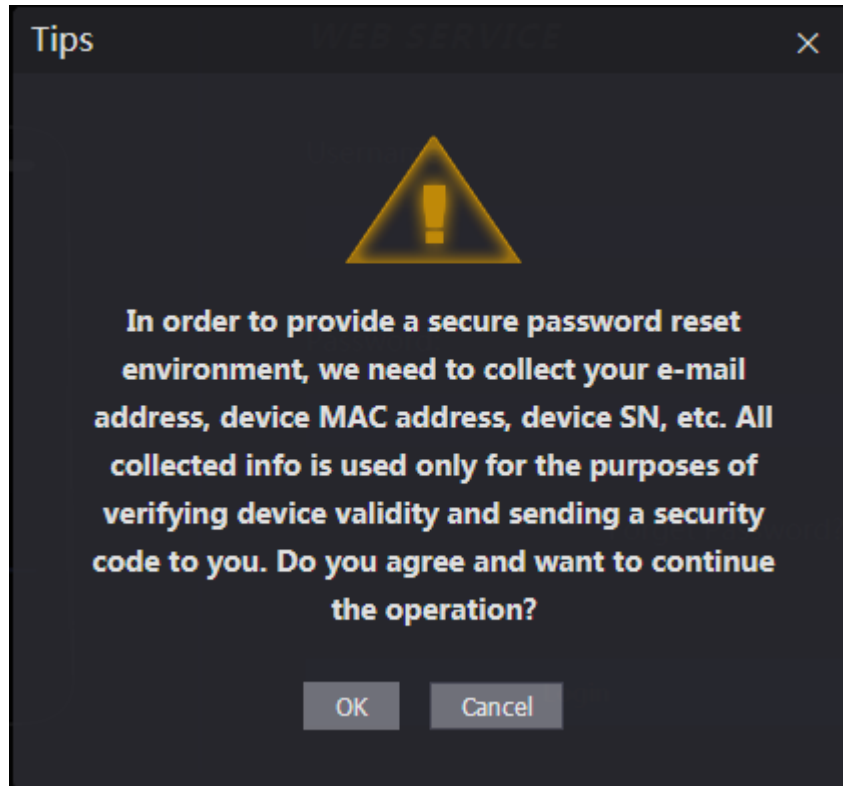 Tips
WEB SERVICE
In order to provide a secure password reset
environment, we need to collect your e-mail
address, device MAC address, device SN, etc. All
collected info is used only for the purposes of
verifying device validity and sending a security
code to you. Do you agree and want to continue
the operation?
OK
Cancel